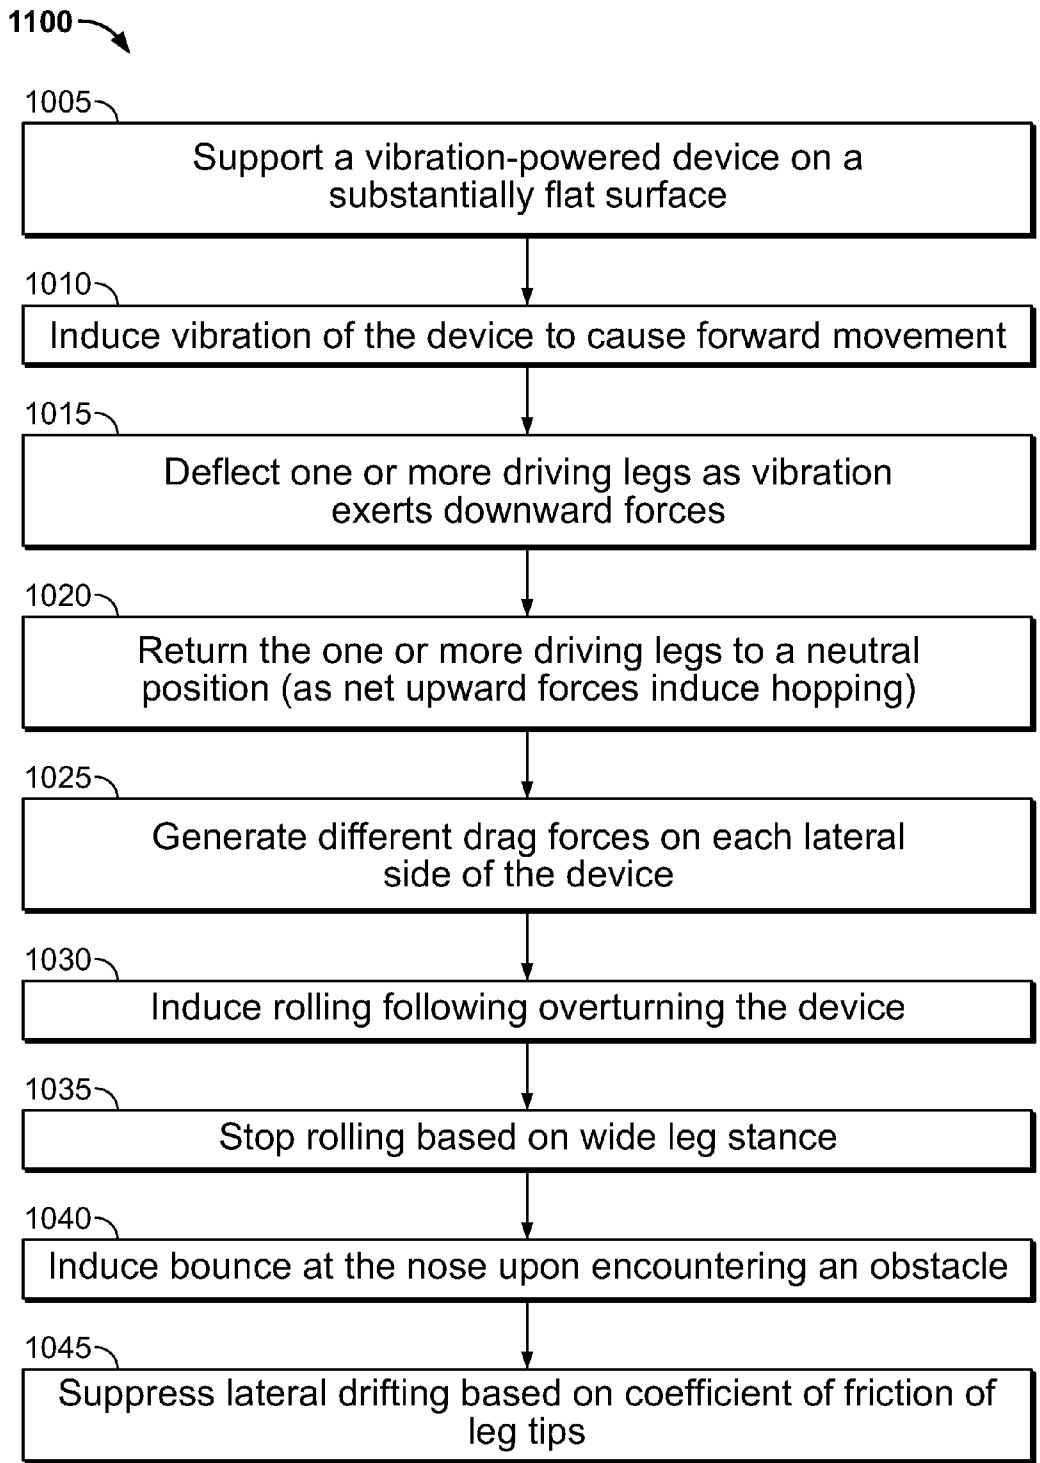 1100
1005
Support a vibration-powered device on a
substantially flat surface
1010
Induce vibration of the device to cause forward movement
1015
Deflect one or more driving legs as vibration
exerts downward forces
1020
Return the one or more driving legs to a neutral
position (as net upward forces induce hopping)
1025
Generate different drag forces on each lateral
side of the device
1030
Induce rolling following overturning the device
1035
Stop rolling based on wide leg stance
1040
Induce bounce at the nose upon encountering an obstacle
1045
Suppress lateral drifting based on coefficient of friction of
leg tips